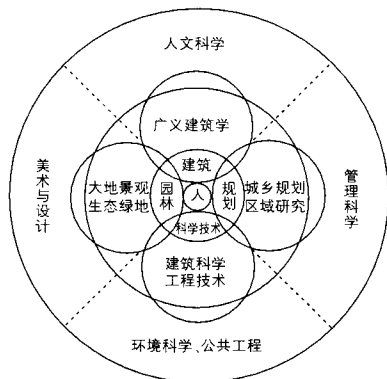 人文科学
广义建筑学
建筑
美术与设计
大地景观
生态绿地
园林
人
规划
城乡规划
区域研究
管理科学
科学技术
建筑科学
工程技术
环境科学、公共工程